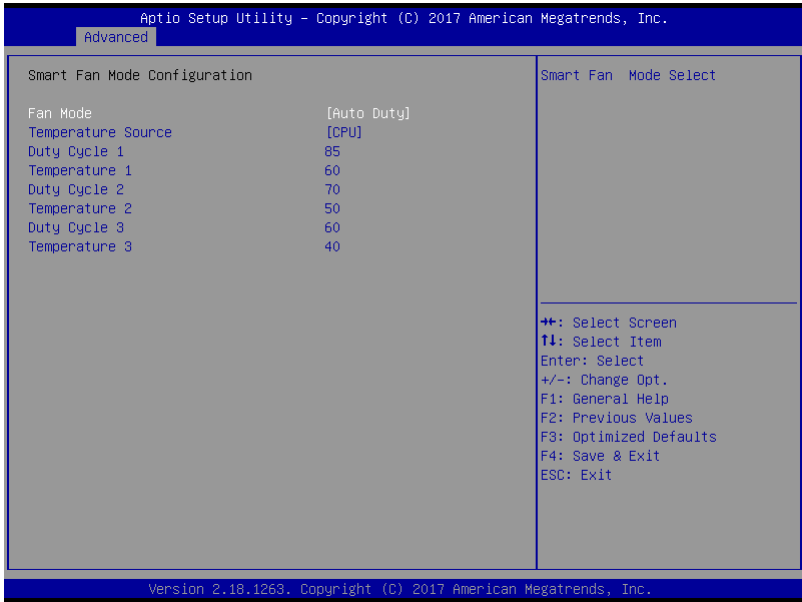 Aptio Setup Utility – Copyright (C) 2017 American Megatrends, Inc.
Advanced
Smart Fan Mode Configuration
Fan Mode [Auto Duty]
Temperature Source [CPU]
Duty Cycle 1 85
Temperature 1 60
Duty Cycle 2 70
Temperature 2 50
Duty Cycle 3 60
Temperature 3 40
Smart Fan Mode Select
→←: Select Screen
↑↓: Select Item
Enter: Select
+/-: Change Opt.
F1: General Help
F2: Previous Values
F3: Optimized Defaults
F4: Save & Exit
ESC: Exit
Version 2.18.1263. Copyright (C) 2017 American Megatrends, Inc.